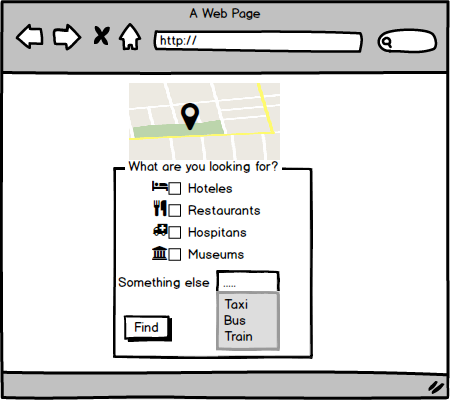 A Web Page
http://
What are you looking for?
Hoteles
Restaurants
Hospitans
Museums
Something else
.....
Taxi
Bus
Train
Find